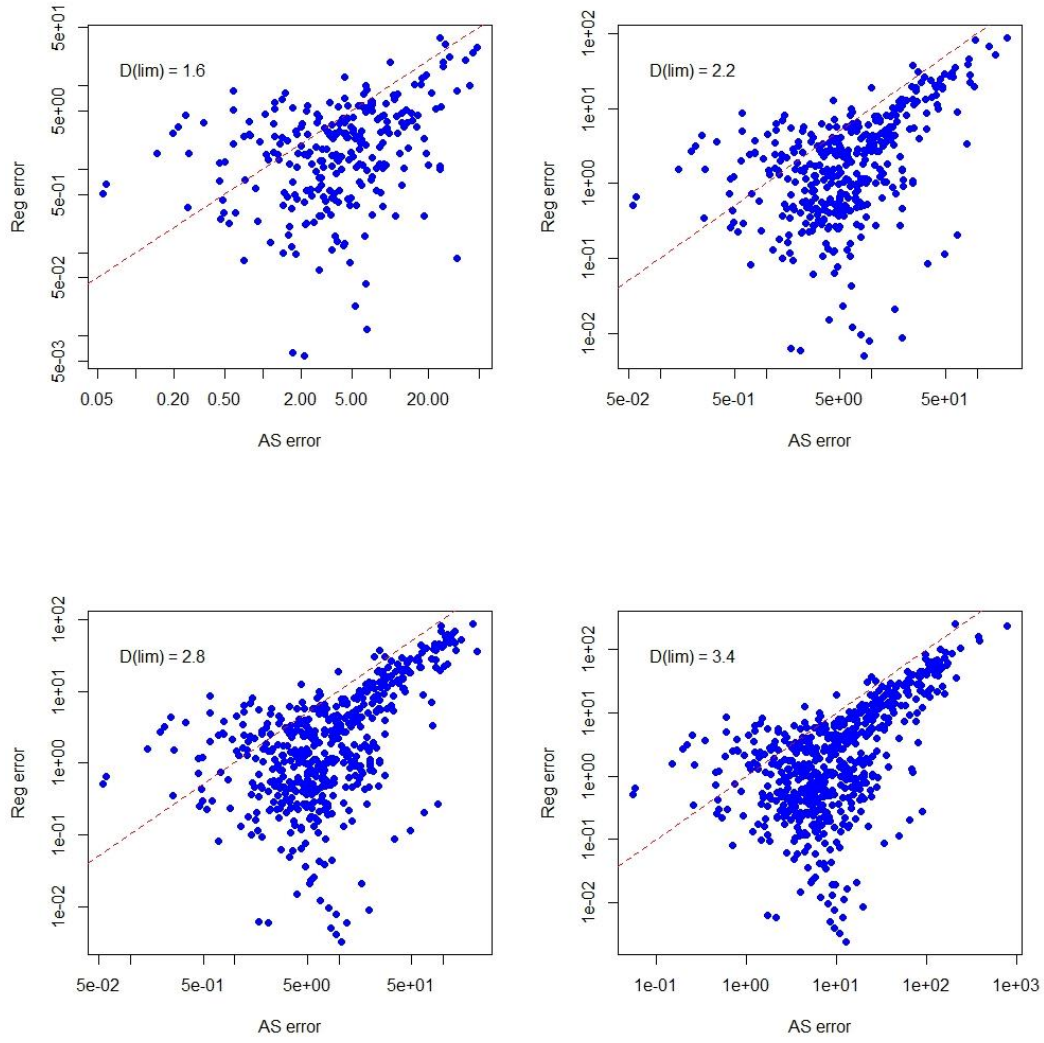 D(lim) = 1.6
Reg error
5e-03
5e-02
5e-01
5e+00
5e+01
0.05
0.20
0.50
2.00
5.00
20.00
AS error
D(lim) = 2.2
Reg error
1e-02
1e-01
1e+00
1e+01
1e+02
5e-02
5e-01
5e+00
5e+01
AS error
D(lim) = 2.8
Reg error
1e-02
1e-01
1e+00
1e+01
1e+02
5e-02
5e-01
5e+00
5e+01
AS error
D(lim) = 3.4
Reg error
1e-02
1e-01
1e+00
1e+01
1e+02
1e-01
1e+00
1e+01
1e+02
1e+03
AS error